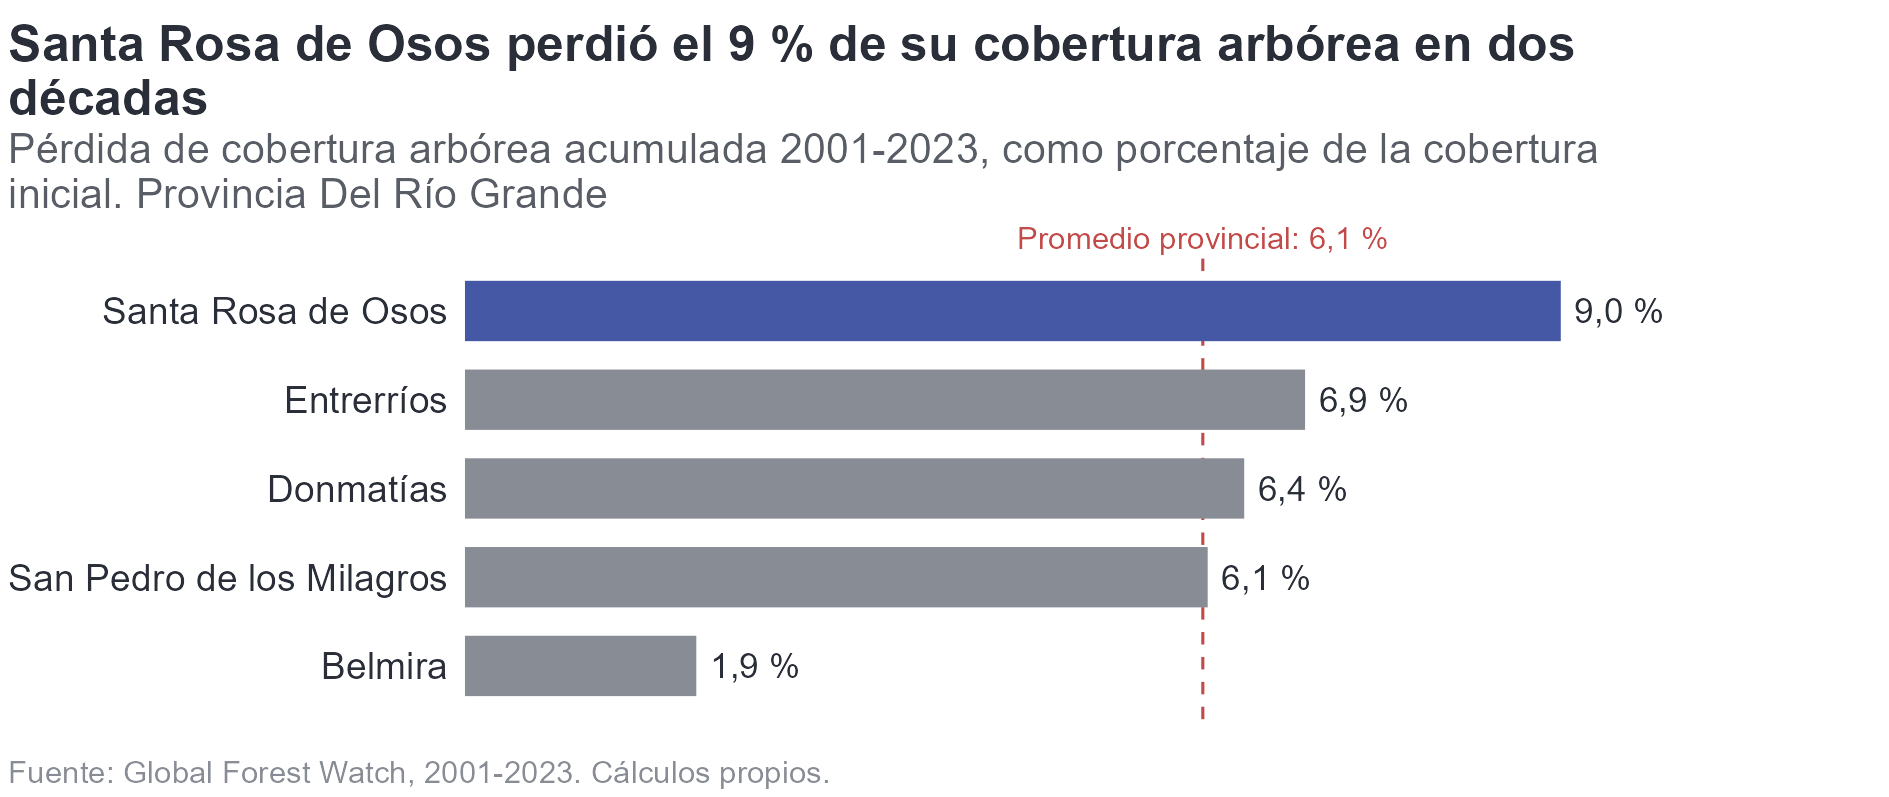 Santa Rosa de Osos perdió el 9 % de su cobertura arbórea en dos
décadas
Pérdida de cobertura arbórea acumulada 2001-2023, como porcentaje de la cobertura
inicial. Provincia Del Río Grande
Promedio provincial: 6,1 %
Santa Rosa de Osos 9,0 %
Entrerríos 6,9 %
Donmatías 6,4 %
San Pedro de los Milagros 6,1 %
Belmira 1,9 %
Fuente: Global Forest Watch, 2001-2023. Cálculos propios.